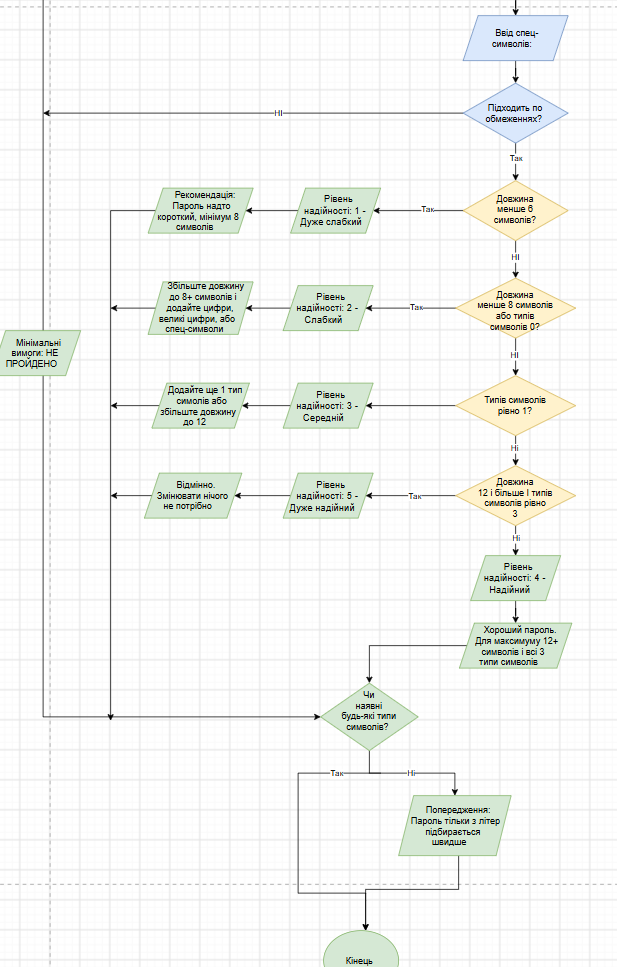 Ввід спец-
символів:
НІ
Підходить по
обмеженнях?
Так
Рекомендація:
Пароль надто
короткий, мінімум 8
символів
Рівень
надійності: 1 -
Дуже слабкий
Так
Довжина
менше 6
символів?
НІ
Збільште довжину
до 8+ символів і
додайте цифри,
великі цифри, або
спец-символи
Рівень
надійності: 2 -
Слабкий
Так
Довжина
менше 8 символів
або типів
символів 0?
НІ
Мінімальні
вимоги: НЕ
ПРОЙДЕНО
Додайте ще 1 тип
симолів або
збільште довжину
до 12
Рівень
надійності: 3 -
Середній
Типів символів
рівно 1?
Ні
Відмінно.
Змінювати нічого
не потрібно
Рівень
надійності: 5 -
Дуже надійний
Так
Довжина
12 і більше І типів
символів рівно
3
Ні
Рівень
надійності: 4 -
Надійний
Хороший пароль.
Для максимуму 12+
символів і всі 3
типи символів
Чи
наявні
будь-які типи
символів?
Так
Ні
Попередження:
Пароль тільки з літер
підбирається
швидше
Кінець